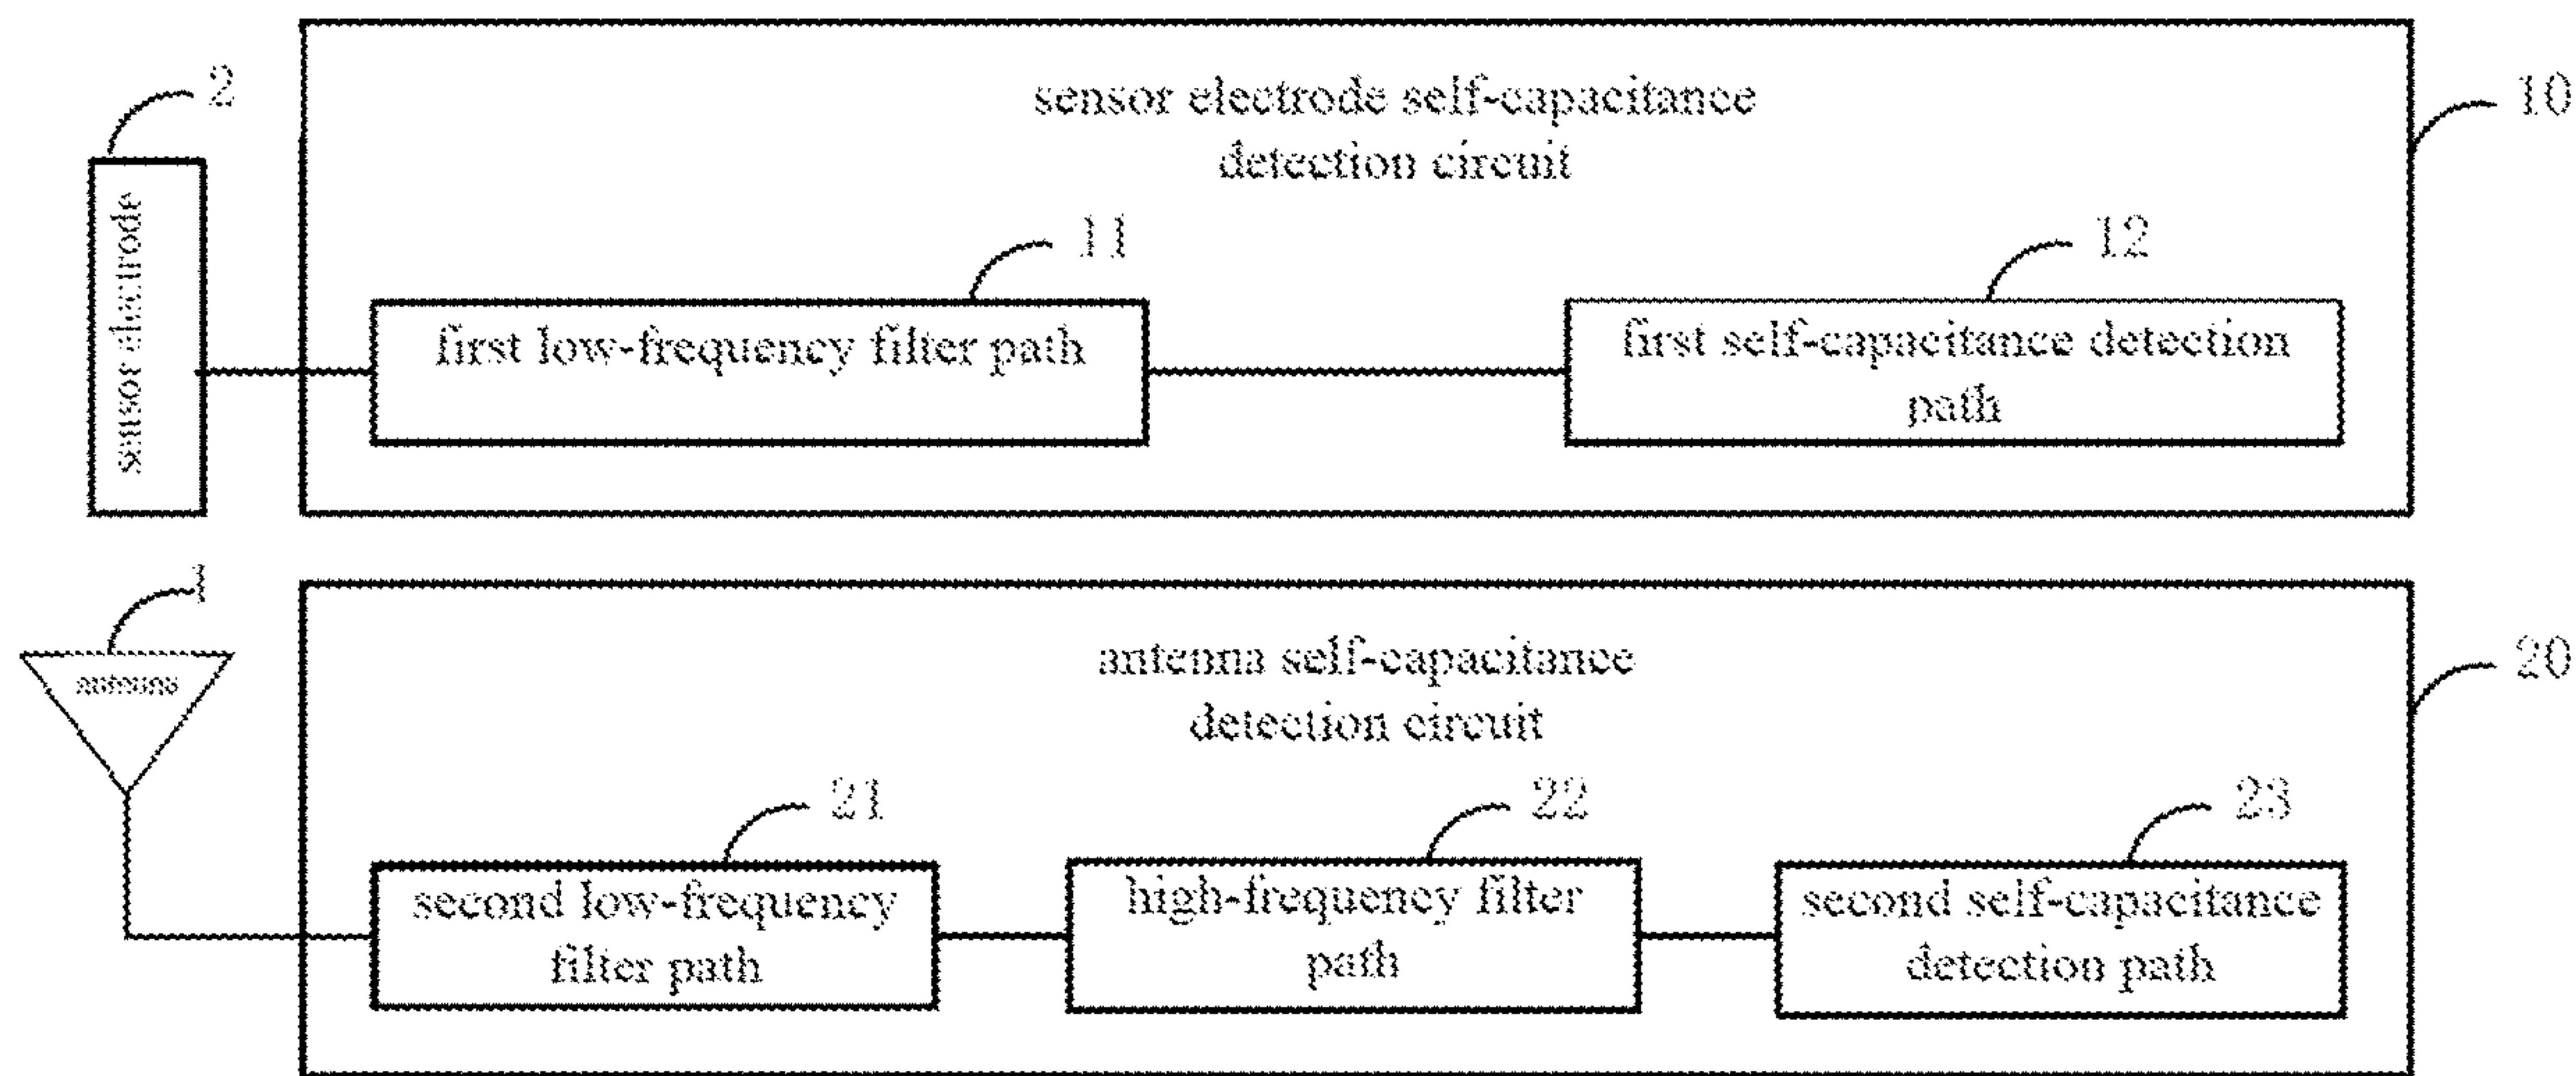 2
sensor electrode self-capacitance
detection circuit
10
sensor electrode
11
first low-frequency filter path
12
first self-capacitance detection
path
1
antenna
antenna self-capacitance
detection circuit
20
21
second low-frequency
filter path
22
high-frequency filter
path
23
second self-capacitance
detection path